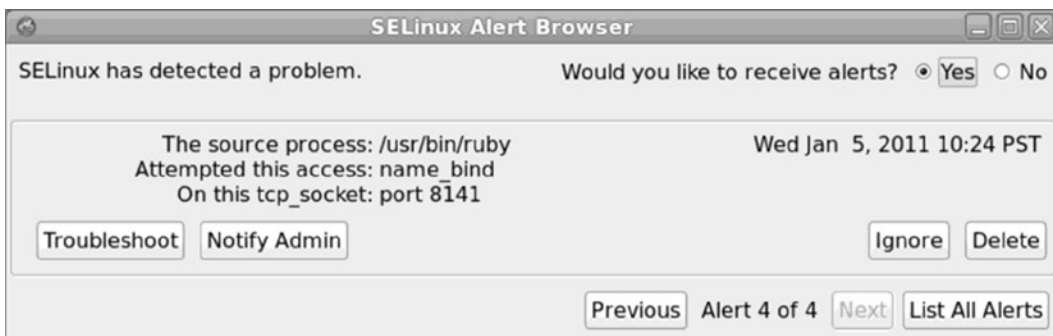 SELinux Alert Browser
SELinux has detected a problem.
Would you like to receive alerts? Yes No
The source process: /usr/bin/ruby
Wed Jan 5, 2011 10:24 PST
Attempted this access: name_bind
On this tcp_socket: port 8141
Troubleshoot Notify Admin
Ignore Delete
Previous Alert 4 of 4 Next List All Alerts